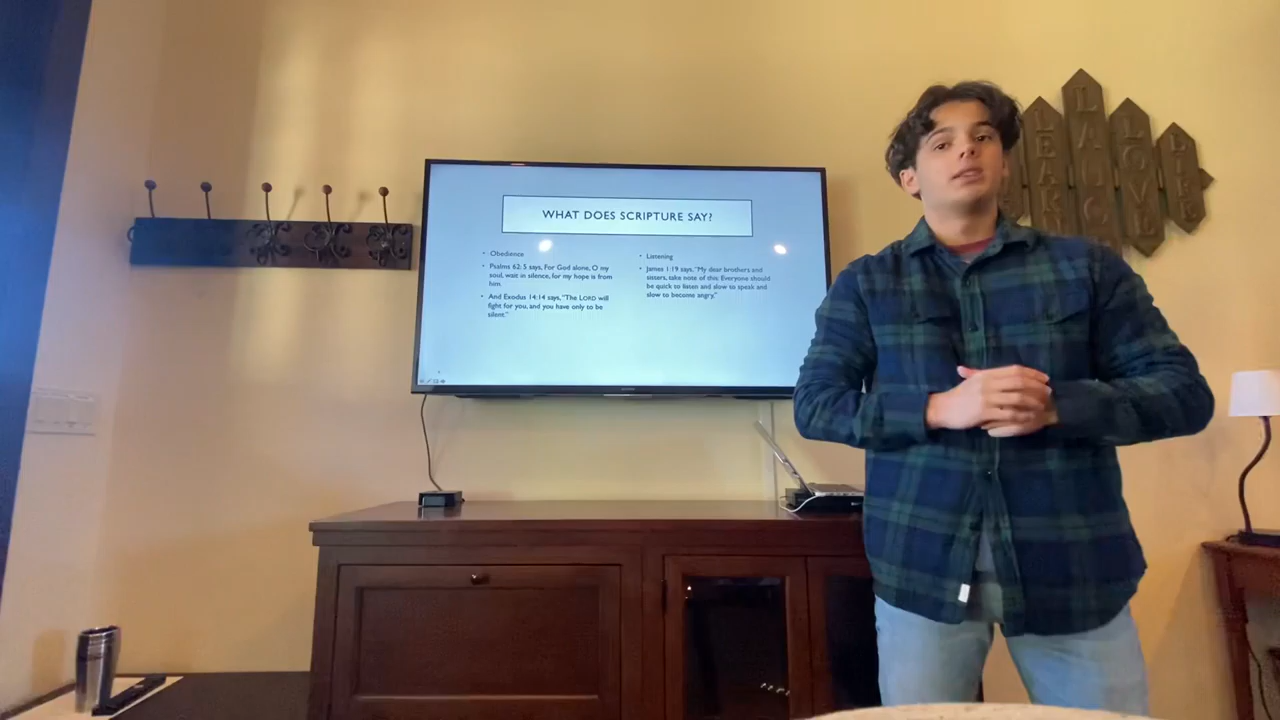 WHAT DOES SCRIPTURE SAY?
• Obedience
• Psalms 62: 5 says, For God alone, O my
soul, wait in silence, for my hope is from
him.
• And Exodus 14:14 says, "The LORD will
fight for you, and you have only to be
silent."
• Listening
• James 1:19 says, "My dear brothers and
sisters, take note of this: Everyone should
be quick to listen and slow to speak and
slow to become angry."
LEARN
LAUG
LOVE
LIFE